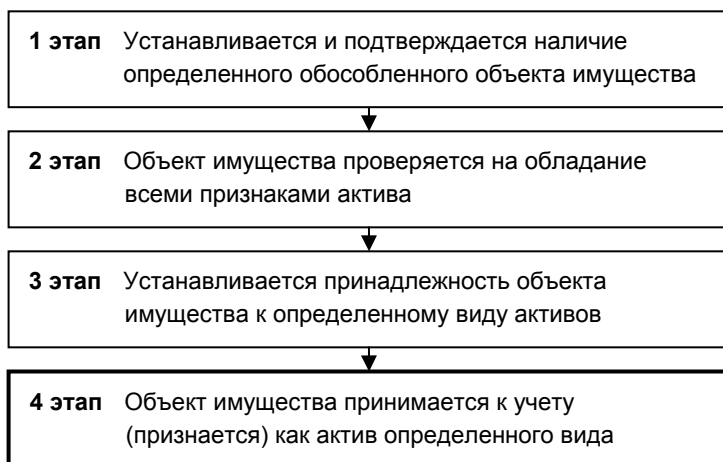 1 этап Устанавливается и подтверждается наличие
определенного обособленного объекта имущества
2 этап Объект имущества проверяется на обладание
всеми признаками актива
3 этап Устанавливается принадлежность объекта
имущества к определенному виду активов
4 этап Объект имущества принимается к учету
(признается) как актив определенного вида